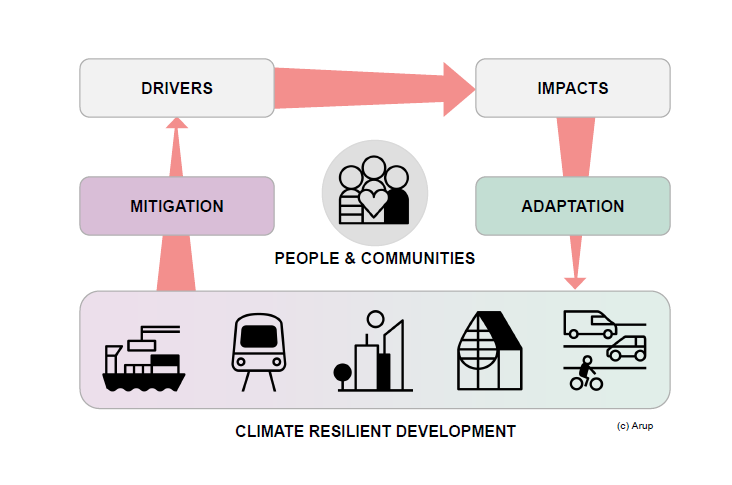 DRIVERS
IMPACTS
MITIGATION
ADAPTATION
PEOPLE & COMMUNITIES
CLIMATE RESILIENT DEVELOPMENT
(c) Arup